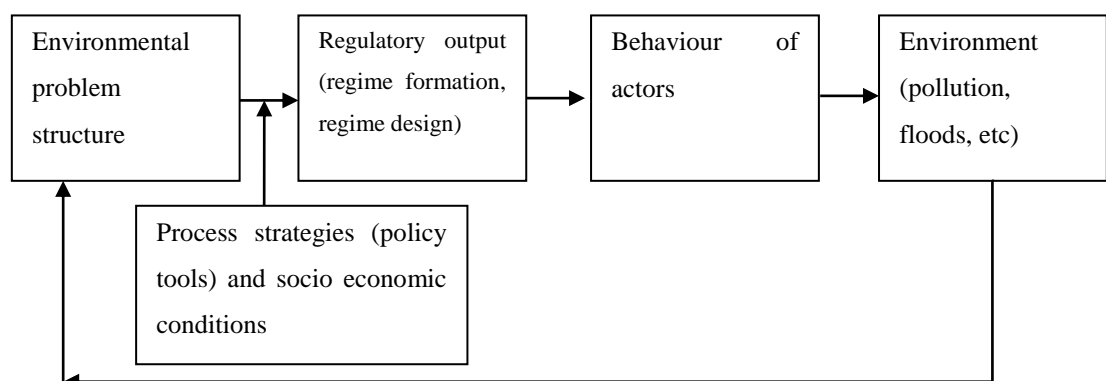 Environmental
problem
structure
Regulatory output
(regime formation,
regime design)
Behaviour of
actors
Environment
(pollution,
floods, etc)
Process strategies (policy
tools) and socio economic
conditions